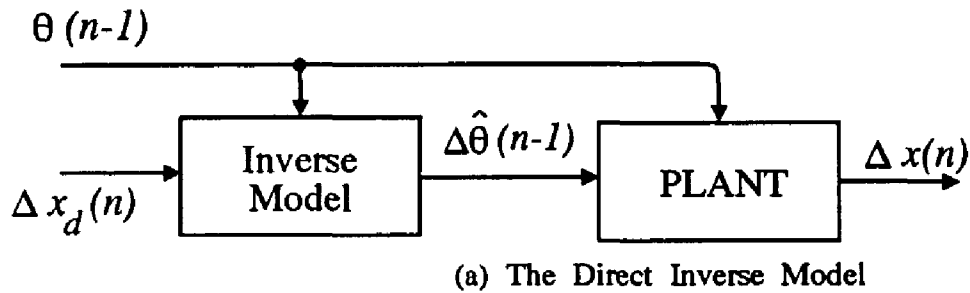 θ (n-1)
Inverse
Model
Δθ̂ (n-1)
PLANT
Δ x(n)
Δ x_d (n)
(a) The Direct Inverse Model